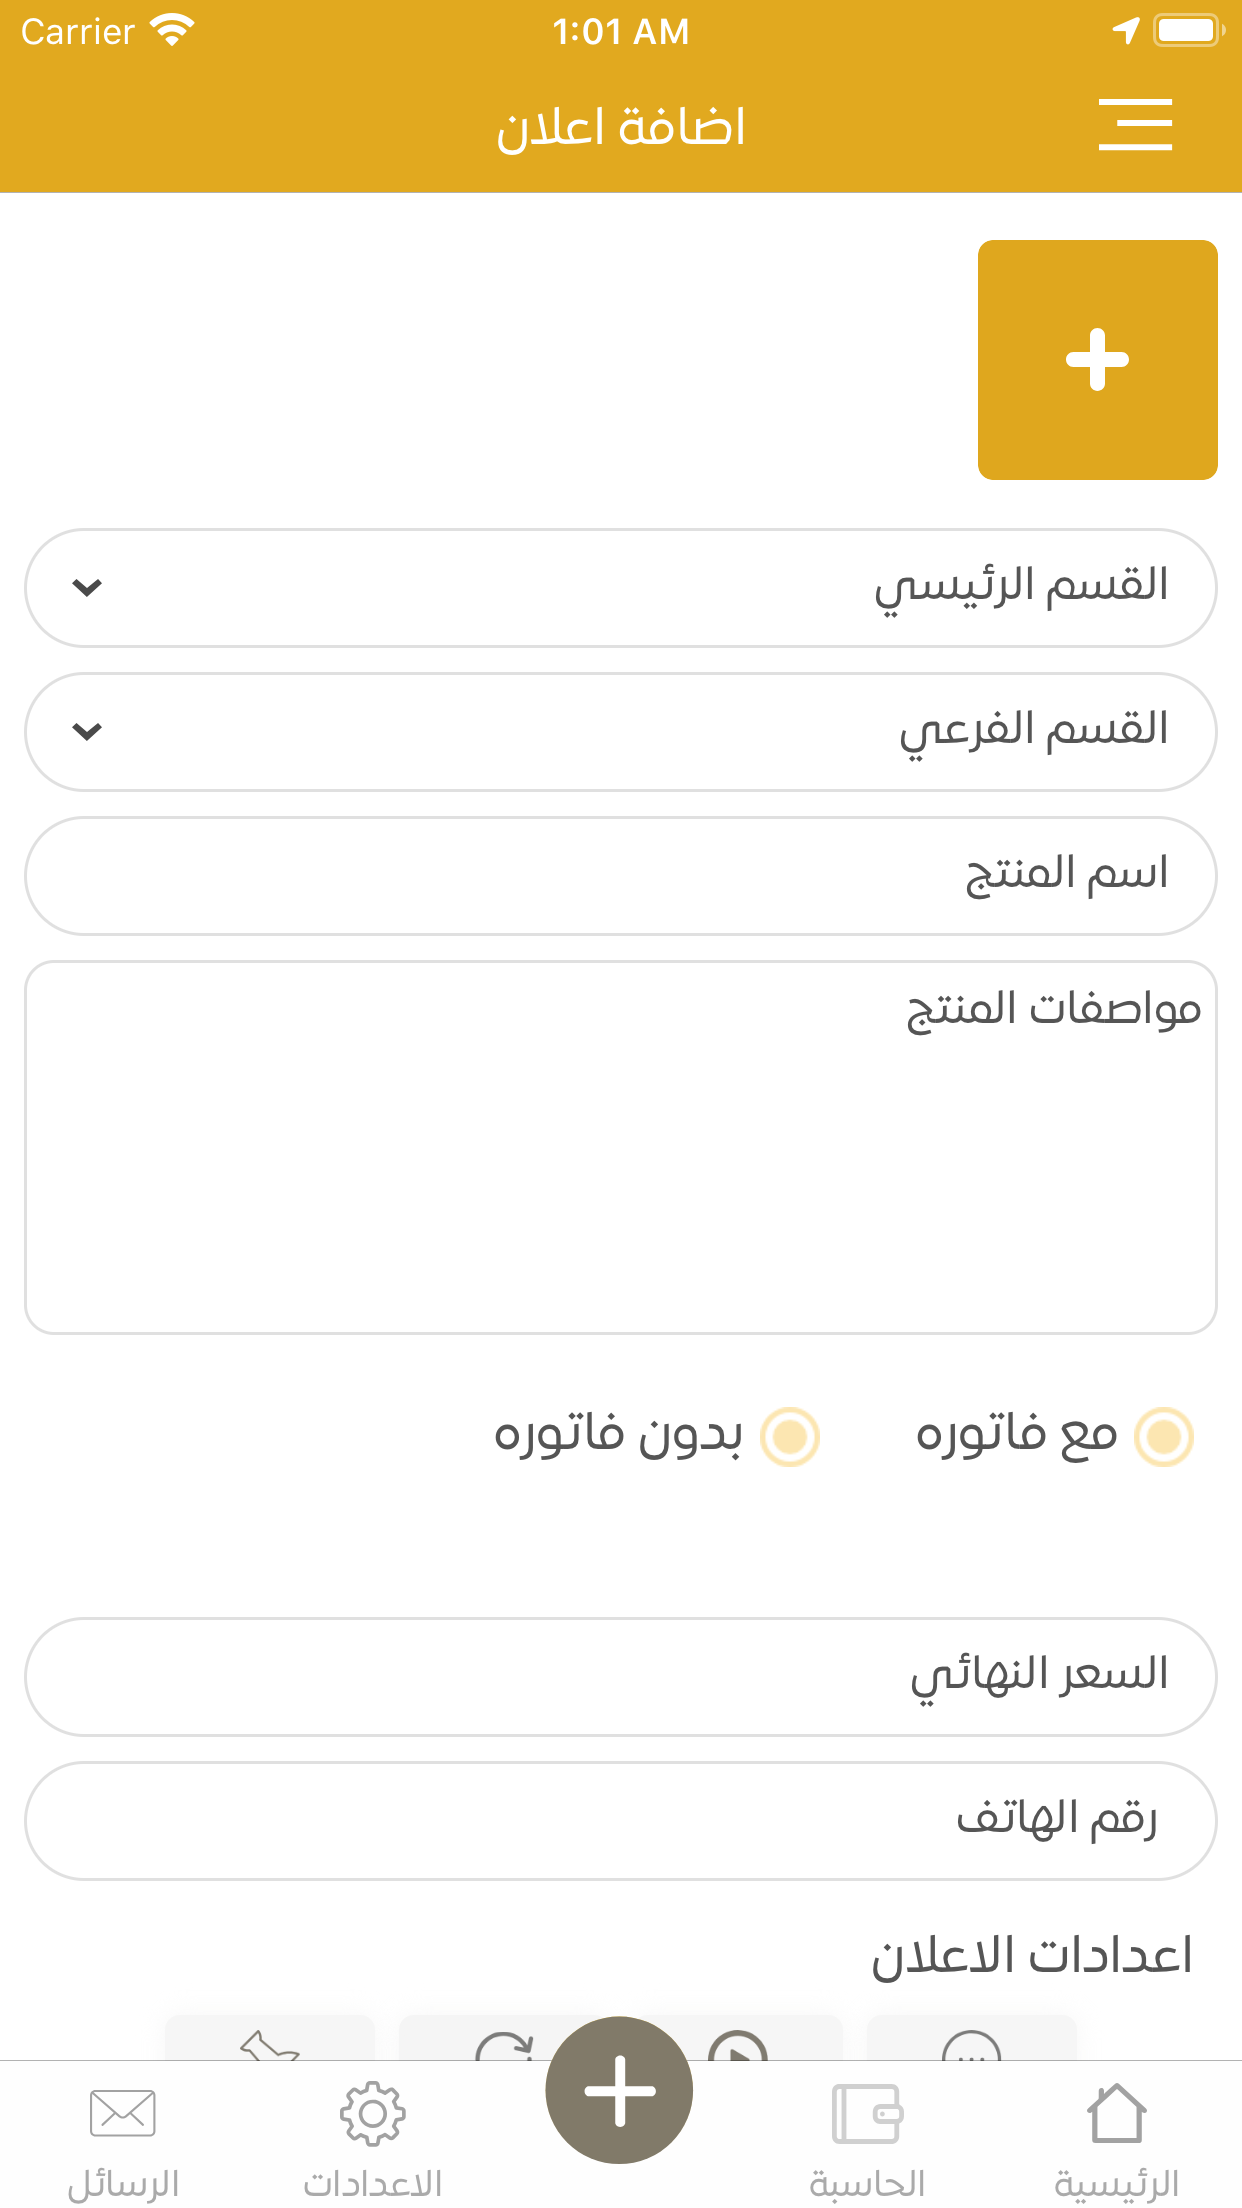 Carrier 1:01 AM
اضافة اعلان
القسم الرئيسي
القسم الفرعي
اسم المنتج
مواصفات المنتج
مع فاتوره بدون فاتوره
السعر النهائي
رقم الهاتف
اعدادات الاعلان
الرئيسية الحاسبة الاعدادات الرسائل